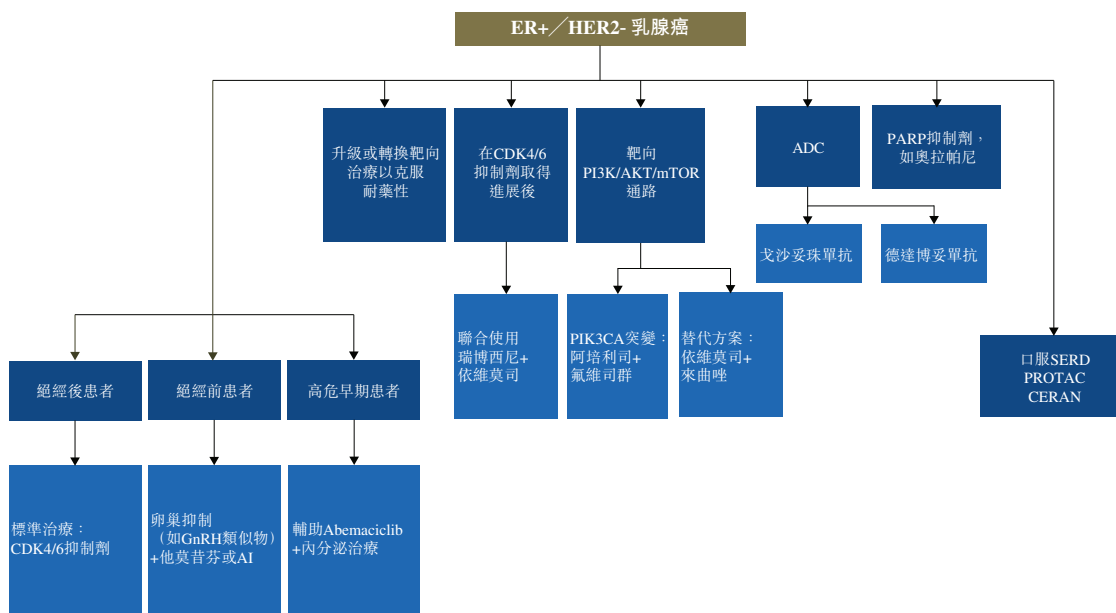 ER+／HER2- 乳腺癌
升級或轉換靶向
治療以克服
耐藥性
在CDK4/6
抑制劑取得
進展後
靶向
PI3K/AKT/mTOR
通路
ADC
PARP抑制劑，
如奧拉帕尼
戈沙妥珠單抗
德達博妥單抗
聯合使用
瑞博西尼+
依維莫司
PIK3CA突變：
阿培利司+
氟維司群
替代方案：
依維莫司+
來曲唑
口服SERD
PROTAC
CERAN
絕經後患者
絕經前患者
高危早期患者
標準治療：
CDK4/6抑制劑
卵巢抑制
（如GnRH類似物）
+他莫昔芬或AI
輔助Abemaciclib
+內分泌治療